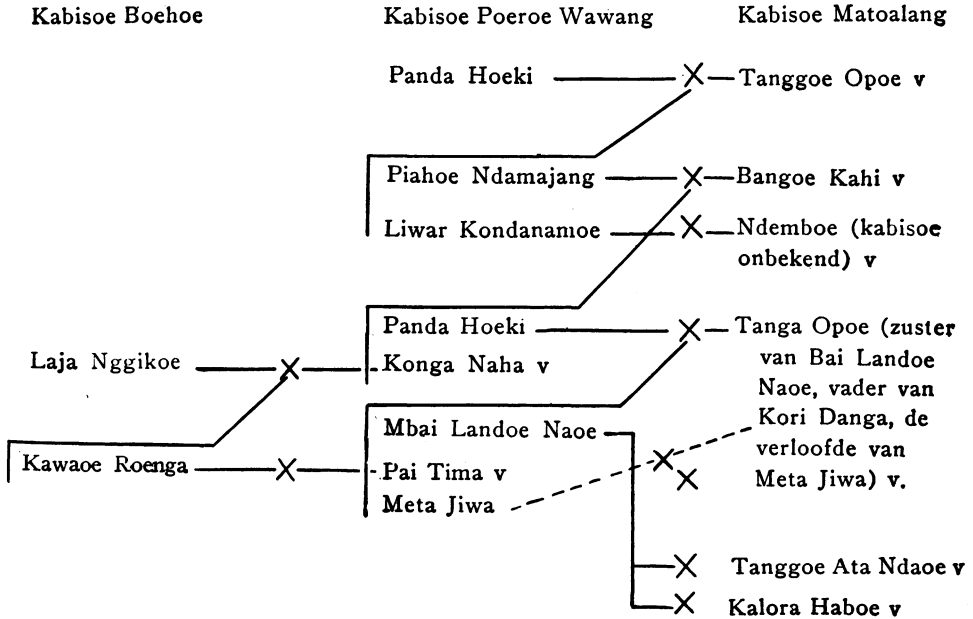 Kabisoe Boehoe Kabisoe Poeroe Wawang Kabisoe Matoalang
Panda Hoeki Tanggoe Opoe v
Piahoe Ndamajang Bangoe Kahi v
Liwar Kondanamoe Ndemboe (kabisoe
onbekend) v
Panda Hoeki Tanga Opoe (zuster
Laja Nggikoe Konga Naha v van Bai Landoe
Naoe, vader van
Mbai Landoe Naoe Kori Danga, de
verloofde van
Kawaoe Roenga Pai Tima v Meta Jiwa) v.
Meta Jiwa
Tanggoe Ata Ndaoe v
Kalora Haboe v